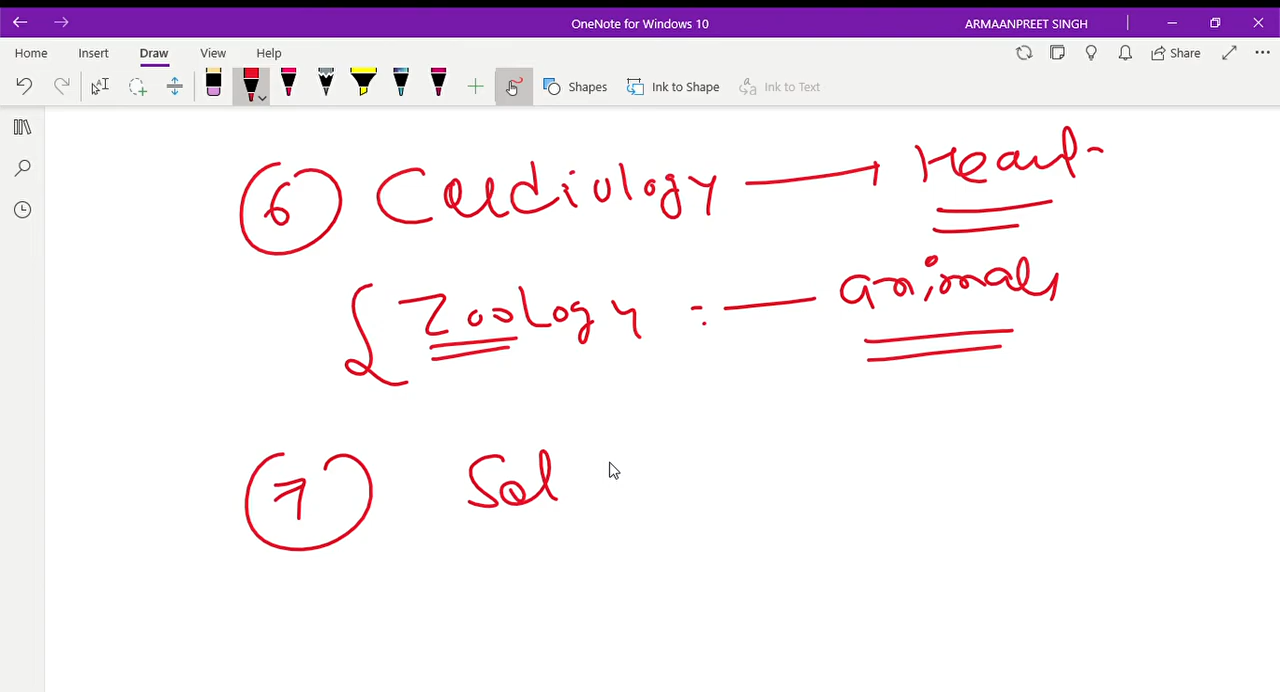 OneNote for Windows 10 ARMAANPREET SINGH
Home Insert Draw View Help Share
Shapes Ink to Shape Ink to Text
6 Cardiology → Heart
Zoology :— animals
7 Sol